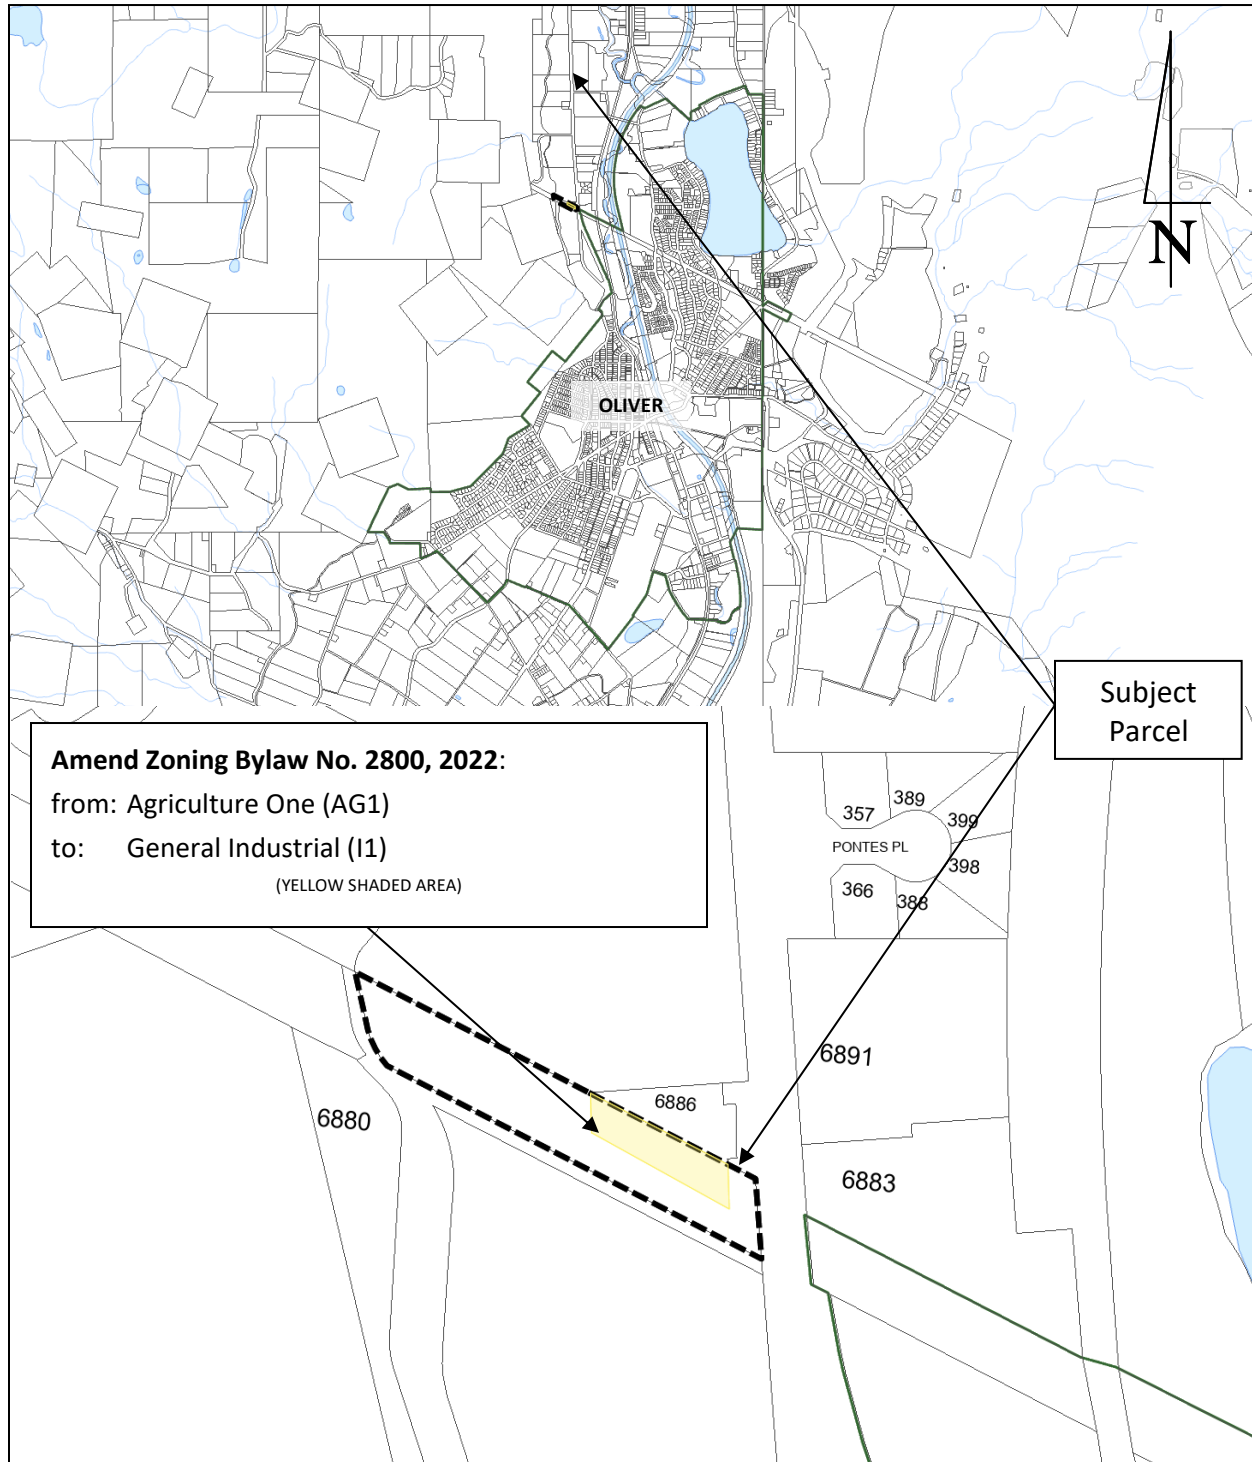 N
OLIVER
Subject
Parcel
Amend Zoning Bylaw No. 2800, 2022:
from: Agriculture One (AG1)
to: General Industrial (I1)
(YELLOW SHADED AREA)
357
389
399
PONTES PL
398
366
388
6891
6886
6880
6883